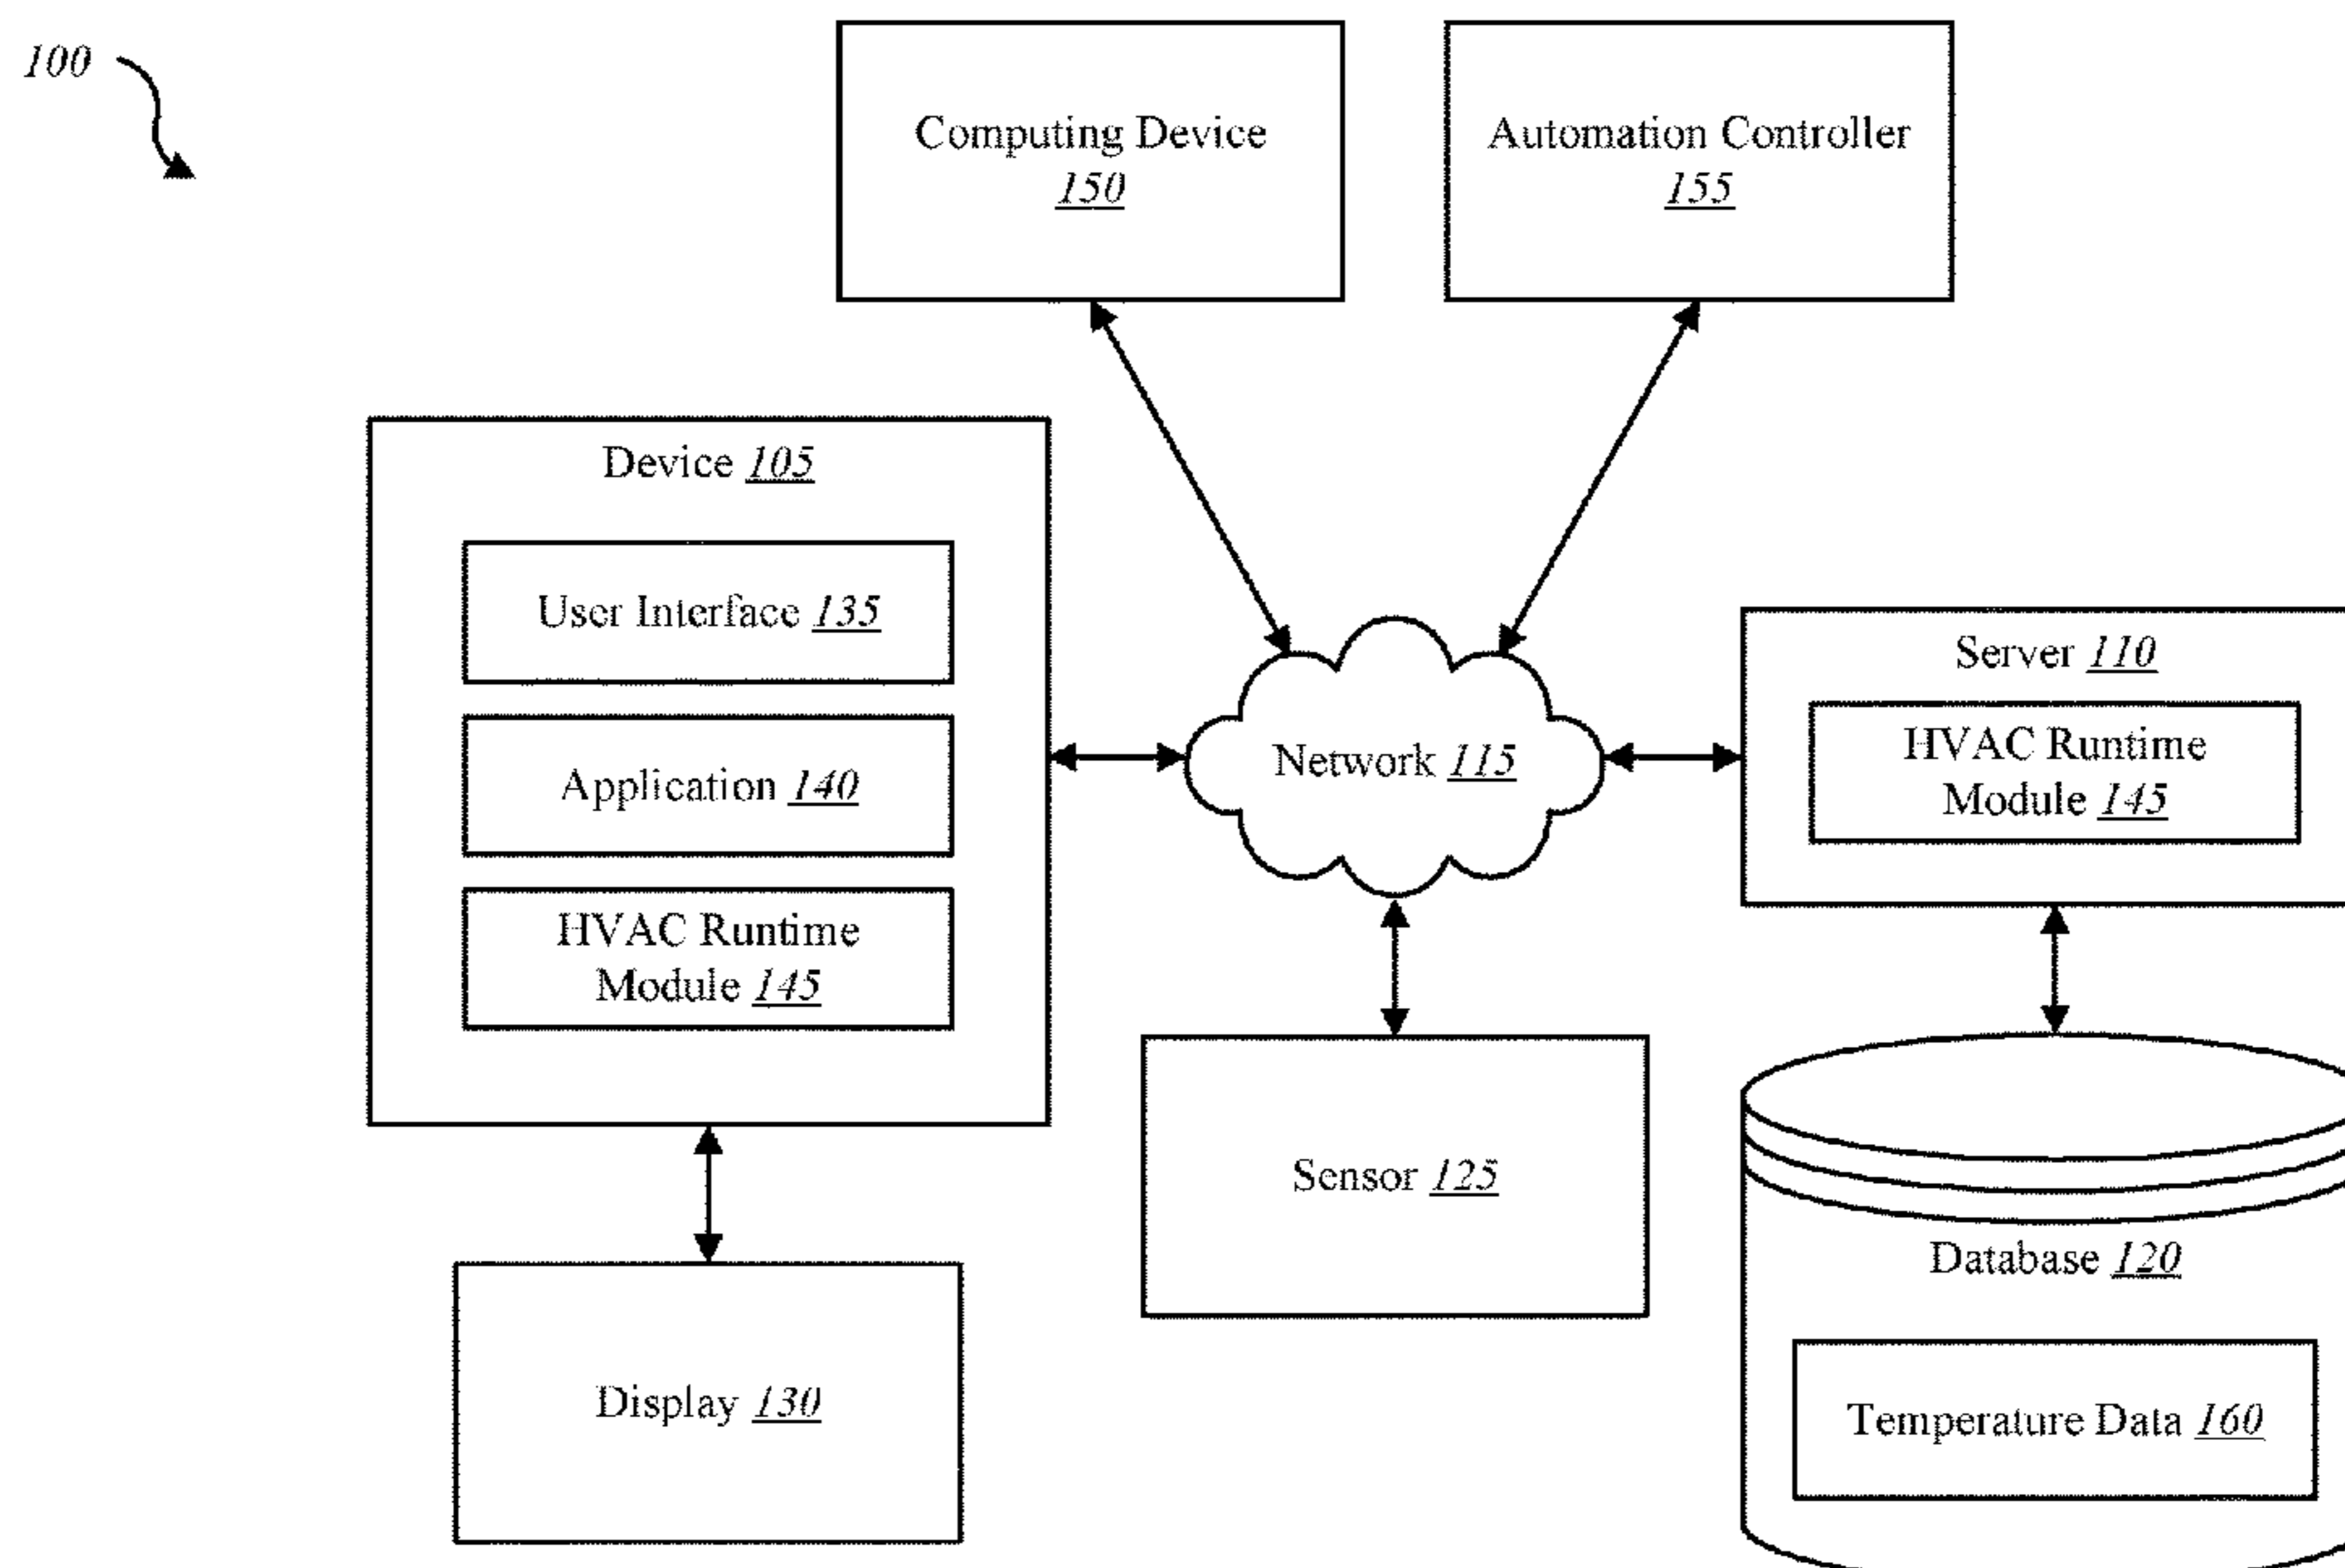 100
Computing Device
150
Automation Controller
155
Device 105
User Interface 135
Application 140
HVAC Runtime
Module 145
Network 115
Server 110
HVAC Runtime
Module 145
Sensor 125
Display 130
Database 120
Temperature Data 160